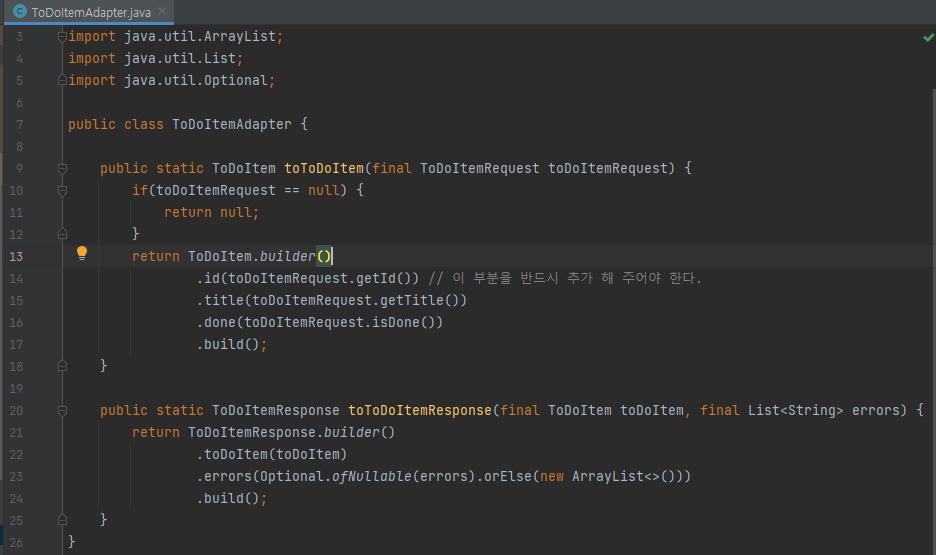 ToDoItemAdapter.java
3 import java.util.ArrayList;
4 import java.util.List;
5 import java.util.Optional;
6
7 public class ToDoItemAdapter {
8
9 public static ToDoItem toToDoItem(final ToDoItemRequest toDoItemRequest) {
10 if(toDoItemRequest == null) {
11 return null;
12 }
13 return ToDoItem.builder()
14 .id(toDoItemRequest.getId()) // 이 부분을 반드시 추가 해 주어야 한다.
15 .title(toDoItemRequest.getTitle())
16 .done(toDoItemRequest.isDone())
17 .build();
18 }
19
20 public static ToDoItemResponse toToDoItemResponse(final ToDoItem toDoItem, final List<String> errors) {
21 return ToDoItemResponse.builder()
22 .toDoItem(toDoItem)
23 .errors(Optional.ofNullable(errors).orElse(new ArrayList<>()))
24 .build();
25 }
26 }